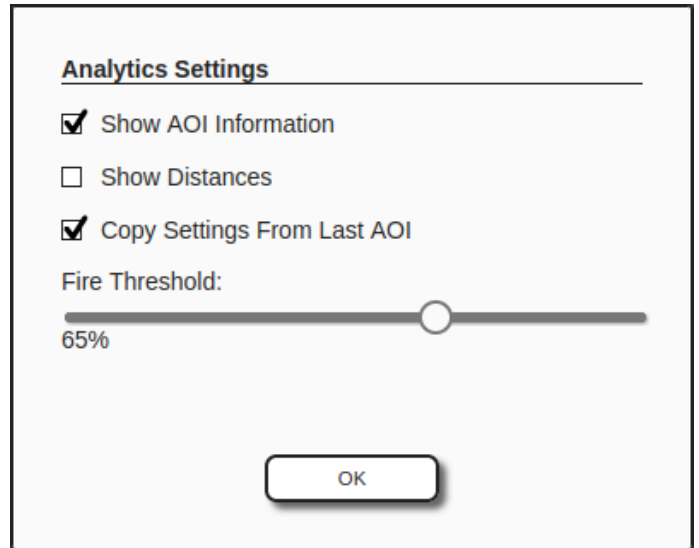 Analytics Settings
Show AOI Information
Show Distances
Copy Settings From Last AOI
Fire Threshold:
65%
OK